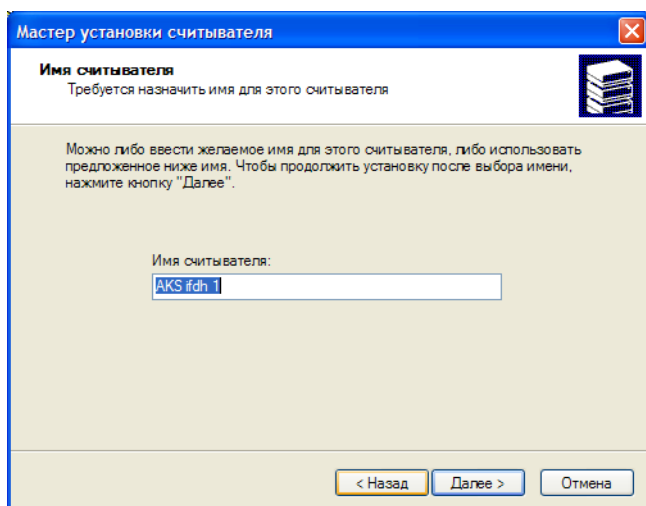 Мастер установки считывателя
Имя считывателя
Требуется назначить имя для этого считывателя
Можно либо ввести желаемое имя для этого считывателя, либо использовать
предложенное ниже имя. Чтобы продолжить установку после выбора имени,
нажмите кнопку "Далее".
Имя считывателя:
AKS ifdh 1
< Назад
Далее >
Отмена